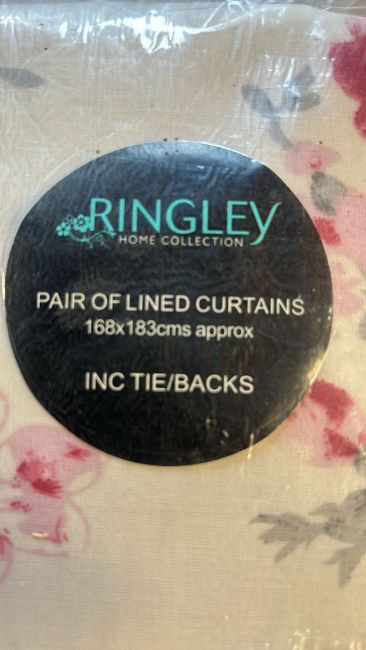 RINGLEY
HOME COLLECTION
PAIR OF LINED CURTAINS
168x183cms approx
INC TIE/BACKS